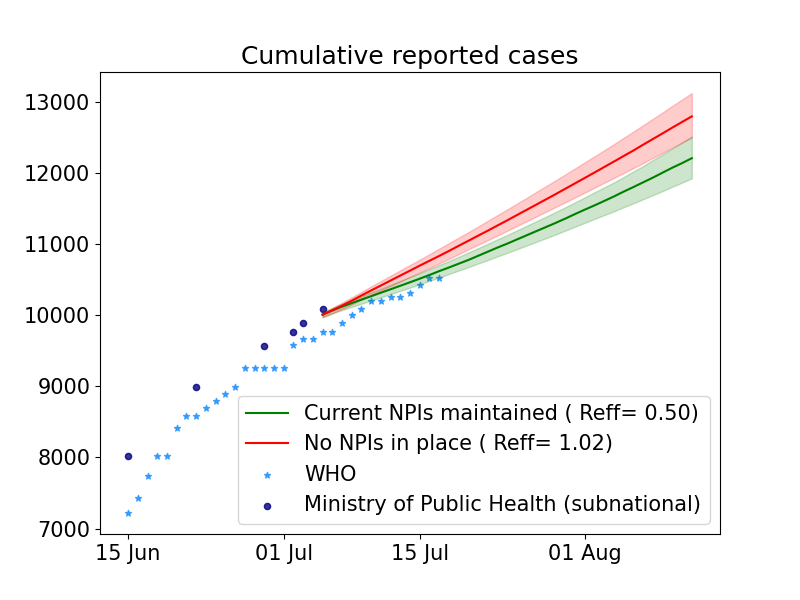 Cumulative reported cases
13000
12000
11000
10000
9000
8000
7000
Current NPIs maintained ( Reff= 0.50)
No NPIs in place ( Reff= 1.02)
WHO
Ministry of Public Health (subnational)
15 Jun
01 Jul
15 Jul
01 Aug